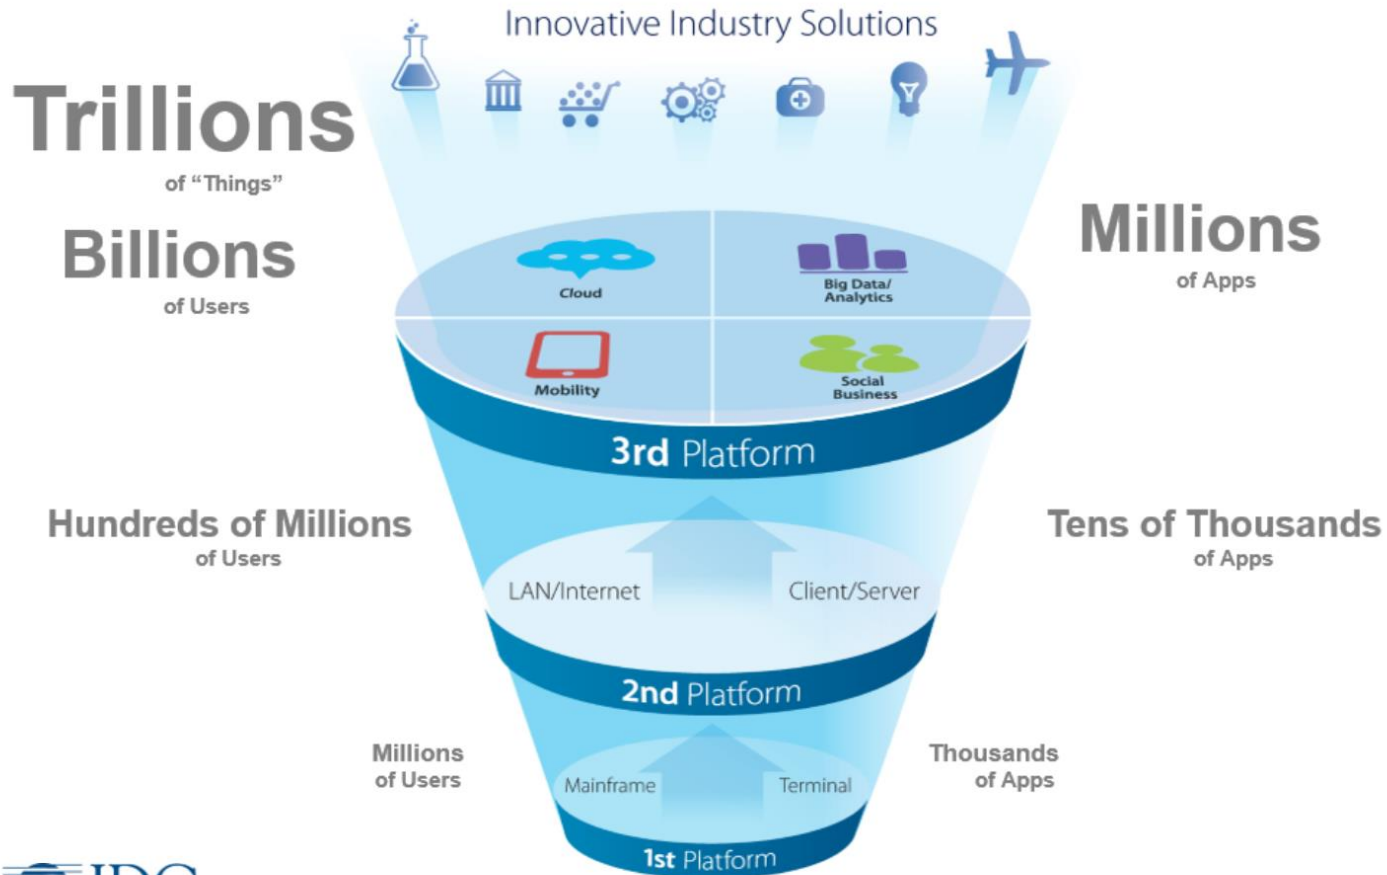 Innovative Industry Solutions
Trillions
of “Things”
Billions
of Users
Millions
of Apps
Cloud
Big Data/
Analytics
Mobility
Social
Business
3rd Platform
Hundreds of Millions
of Users
Tens of Thousands
of Apps
LAN/Internet
Client/Server
2nd Platform
Millions
of Users
Thousands
of Apps
Mainframe
Terminal
1st Platform
IDC